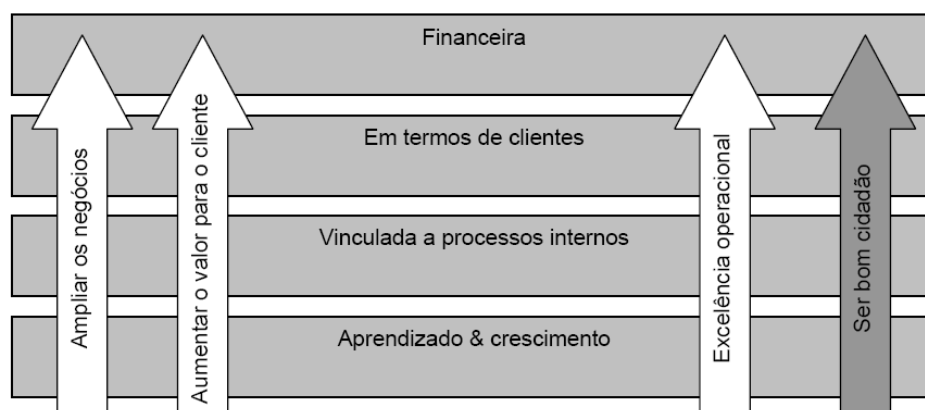 Financeira
Em termos de clientes
Vinculada a processos internos
Aprendizado & crescimento
Ampliar os negócios
Aumentar o valor para o cliente
Excelência operacional
Ser bom cidadão